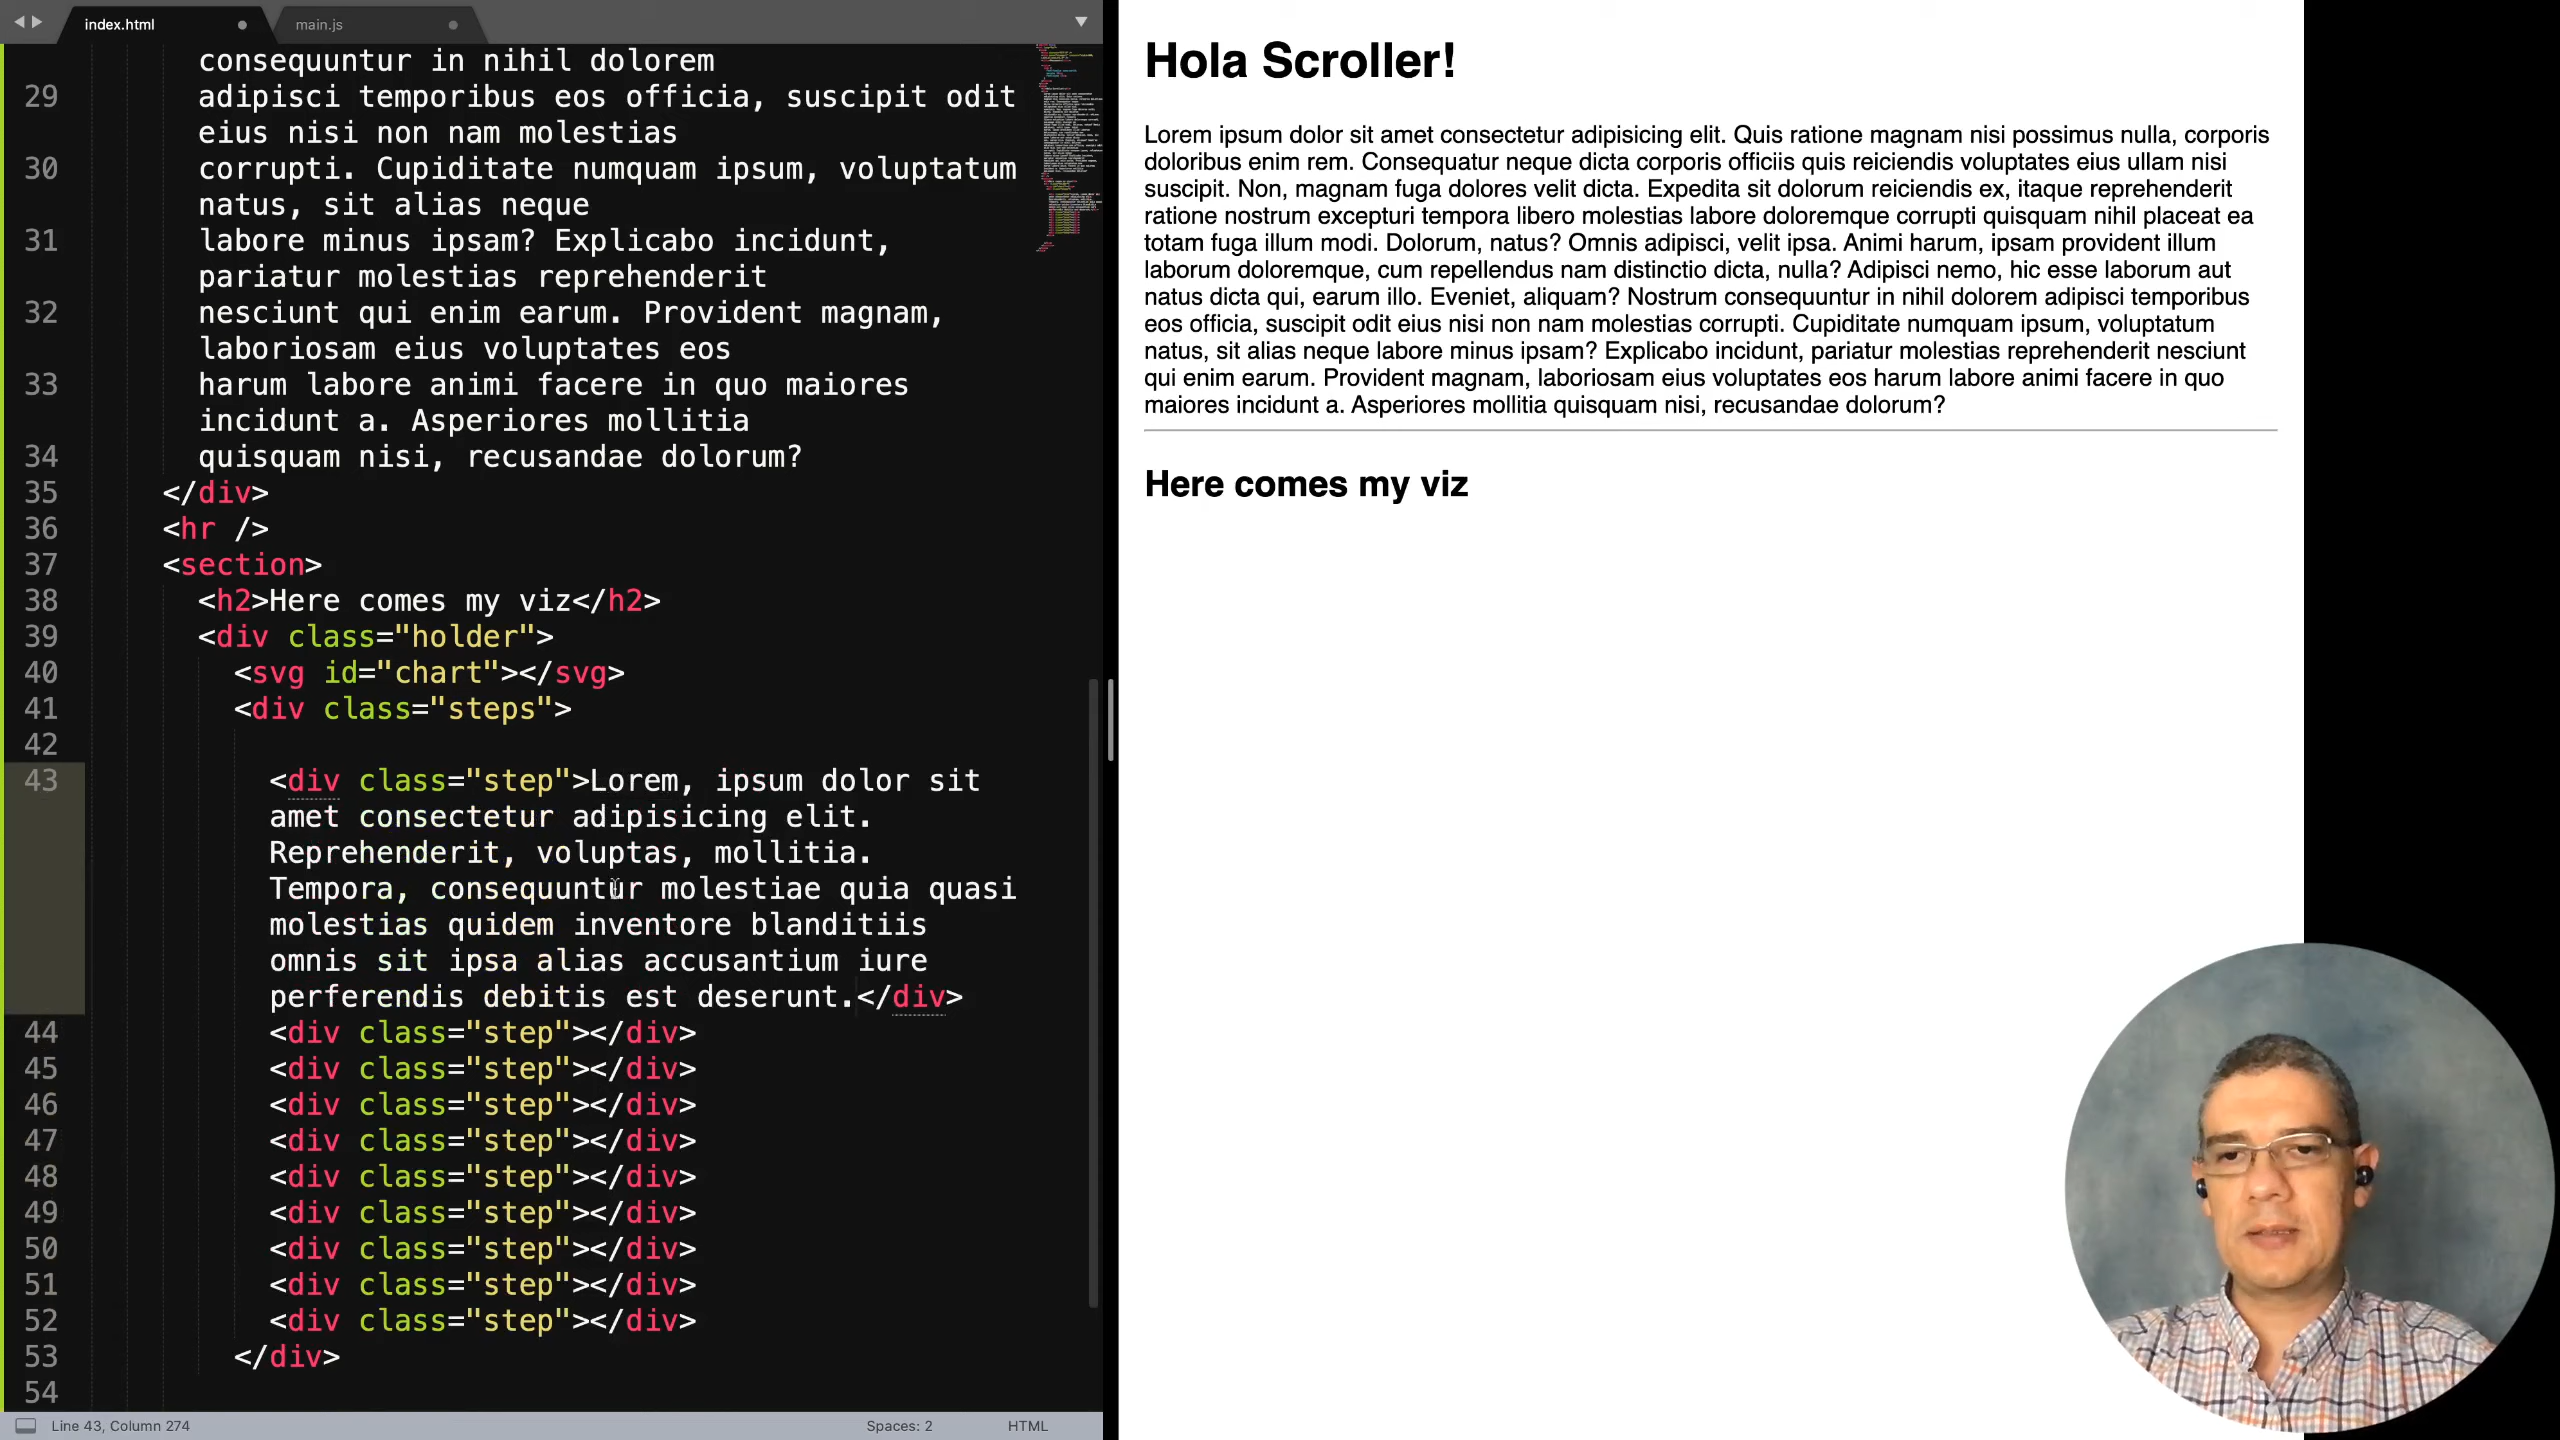 index.html
main.js
consequuntur in nihil dolorem
29 adipisci temporibus eos officia, suscipit odit
eius nisi non nam molestias
30 corrupti. Cupiditate numquam ipsum, voluptatum
natus, sit alias neque
31 labore minus ipsam? Explicabo incidunt,
pariatur molestias reprehenderit
32 nesciunt qui enim earum. Provident magnam,
laboriosam eius voluptates eos
33 harum labore animi facere in quo maiores
incidunt a. Asperiores mollitia
34 quisquam nisi, recusandae dolorum?
35 </div>
36 <hr />
37 <section>
38 <h2>Here comes my viz</h2>
39 <div class="holder">
40 <svg id="chart"></svg>
41 <div class="steps">
42
43 <div class="step">Lorem, ipsum dolor sit
amet consectetur adipisicing elit.
Reprehenderit, voluptas, mollitia.
Tempora, consequuntur molestiae quia quasi
molestias quidem inventore blanditiis
omnis sit ipsa alias accusantium iure
perferendis debitis est deserunt.</div>
44 <div class="step"></div>
45 <div class="step"></div>
46 <div class="step"></div>
47 <div class="step"></div>
48 <div class="step"></div>
49 <div class="step"></div>
50 <div class="step"></div>
51 <div class="step"></div>
52 <div class="step"></div>
53 </div>
54
Line 43, Column 274
Spaces: 2
HTML
Hola Scroller!
Lorem ipsum dolor sit amet consectetur adipisicing elit. Quis ratione magnam nisi possimus nulla, corporis
doloribus enim rem. Consequatur neque dicta corporis officiis quis reiciendis voluptates eius ullam nisi
suscipit. Non, magnam fuga dolores velit dicta. Expedita sit dolorum reiciendis ex, itaque reprehenderit
ratione nostrum excepturi tempora libero molestias labore doloremque corrupti quisquam nihil placeat ea
totam fuga illum modi. Dolorum, natus? Omnis adipisci, velit ipsa. Animi harum, ipsam provident illum
laborum doloremque, cum repellendus nam distinctio dicta, nulla? Adipisci nemo, hic esse laborum aut
natus dicta qui, earum illo. Eveniet, aliquam? Nostrum consequuntur in nihil dolorem adipisci temporibus
eos officia, suscipit odit eius nisi non nam molestias corrupti. Cupiditate numquam ipsum, voluptatum
natus, sit alias neque labore minus ipsam? Explicabo incidunt, pariatur molestias reprehenderit nesciunt
qui enim earum. Provident magnam, laboriosam eius voluptates eos harum labore animi facere in quo
maiores incidunt a. Asperiores mollitia quisquam nisi, recusandae dolorum?
Here comes my viz